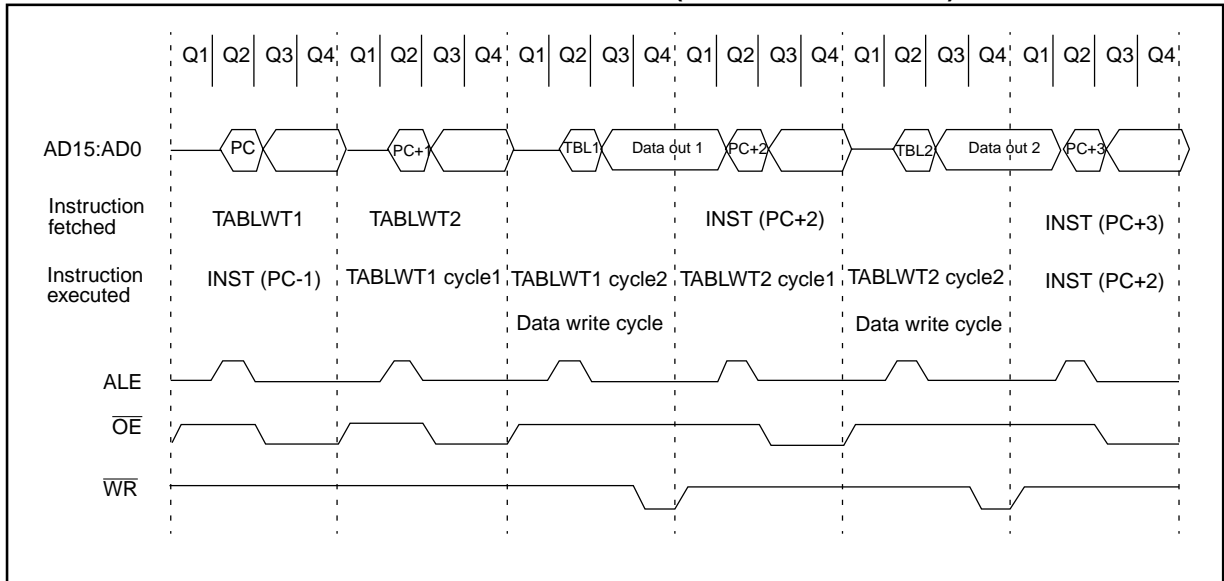 Q1 Q2 Q3 Q4 Q1 Q2 Q3 Q4 Q1 Q2 Q3 Q4 Q1 Q2 Q3 Q4 Q1 Q2 Q3 Q4 Q1 Q2 Q3 Q4
AD15:AD0 PC PC+1 TBL1 Data out 1 PC+2 TBL2 Data out 2 PC+3
Instruction
fetched TABLWT1 TABLWT2 INST (PC+2) INST (PC+3)
Instruction
executed INST (PC-1) TABLWT1 cycle1 TABLWT1 cycle2 TABLWT2 cycle1 TABLWT2 cycle2 INST (PC+2)
Data write cycle Data write cycle
ALE
O̅E̅
W̅R̅